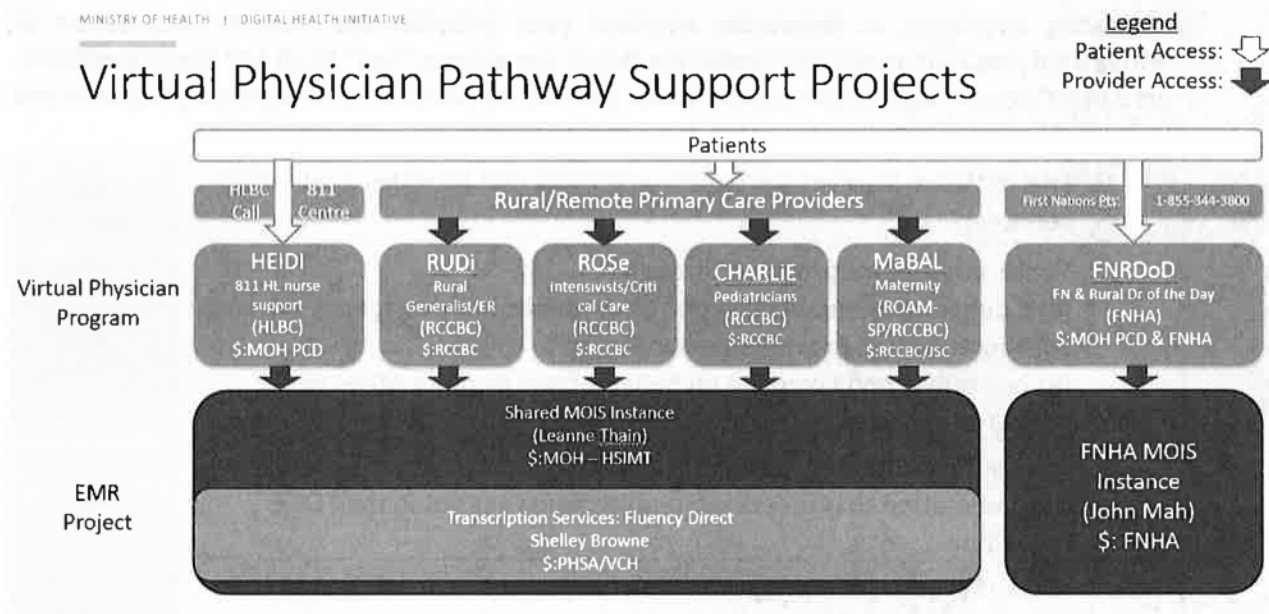 MINISTRY OF HEALTH | DIGITAL HEALTH INITIATIVE
Legend
Patient Access:
Provider Access:
Virtual Physician Pathway Support Projects
Patients
HLBC 811
Call Centre
Rural/Remote Primary Care Providers
First Nations Pts: 1-855-344-3800
Virtual Physician
Program
HEIDI
811 HL nurse
support
(HLBC)
$:MOH PCD
RUDi
Rural
Generalist/ER
(RCCBC)
$:RCCBC
ROSe
Intensivists/Criti
cal Care
(RCCBC)
$:RCCBC
CHARLiE
Pediatricians
(RCCBC)
$:RCCBC
MaBAL
Maternity
(ROAM-
SP/RCCBC)
$:RCCBC/JSC
FNRDoD
FN & Rural Dr of the Day
(FNHA)
$:MOH PCD & FNHA
EMR
Project
Shared MOIS Instance
(Leanne Thain)
$:MOH – HSIMT
Transcription Services: Fluency Direct
Shelley Browne
$:PHSA/VCH
FNHA MOIS
Instance
(John Mah)
$: FNHA